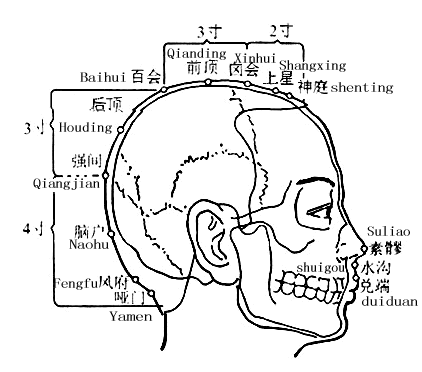 3寸
2寸
Qianding
Xinhui
前顶
囟会
Shangxing
Baihui 百会
上星
神庭 shenting
后顶
3寸
Houding
强间
Qiangjian
4寸
脑户
Naohu
Suliao
素髎
shuigou 水沟
Fengfu 风府
兑端
哑门
duiduan
Yamen